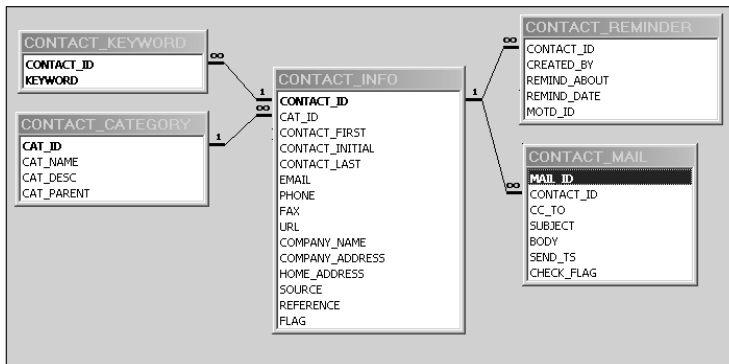 CONTACT_KEYWORD
CONTACT_ID
KEYWORD
∞
1
∞
CONTACT_CATEGORY
CAT_ID
CAT_NAME
CAT_DESC
CAT_PARENT
1
CONTACT_INFO
CONTACT_ID
CAT_ID
CONTACT_FIRST
CONTACT_INITIAL
CONTACT_LAST
EMAIL
PHONE
FAX
URL
COMPANY_NAME
COMPANY_ADDRESS
HOME_ADDRESS
SOURCE
REFERENCE
FLAG
1
∞
∞
CONTACT_REMINDER
CONTACT_ID
CREATED_BY
REMIND_ABOUT
REMIND_DATE
MOTD_ID
CONTACT_MAIL
MAIL_ID
CONTACT_ID
CC_TO
SUBJECT
BODY
SEND_TS
CHECK_FLAG